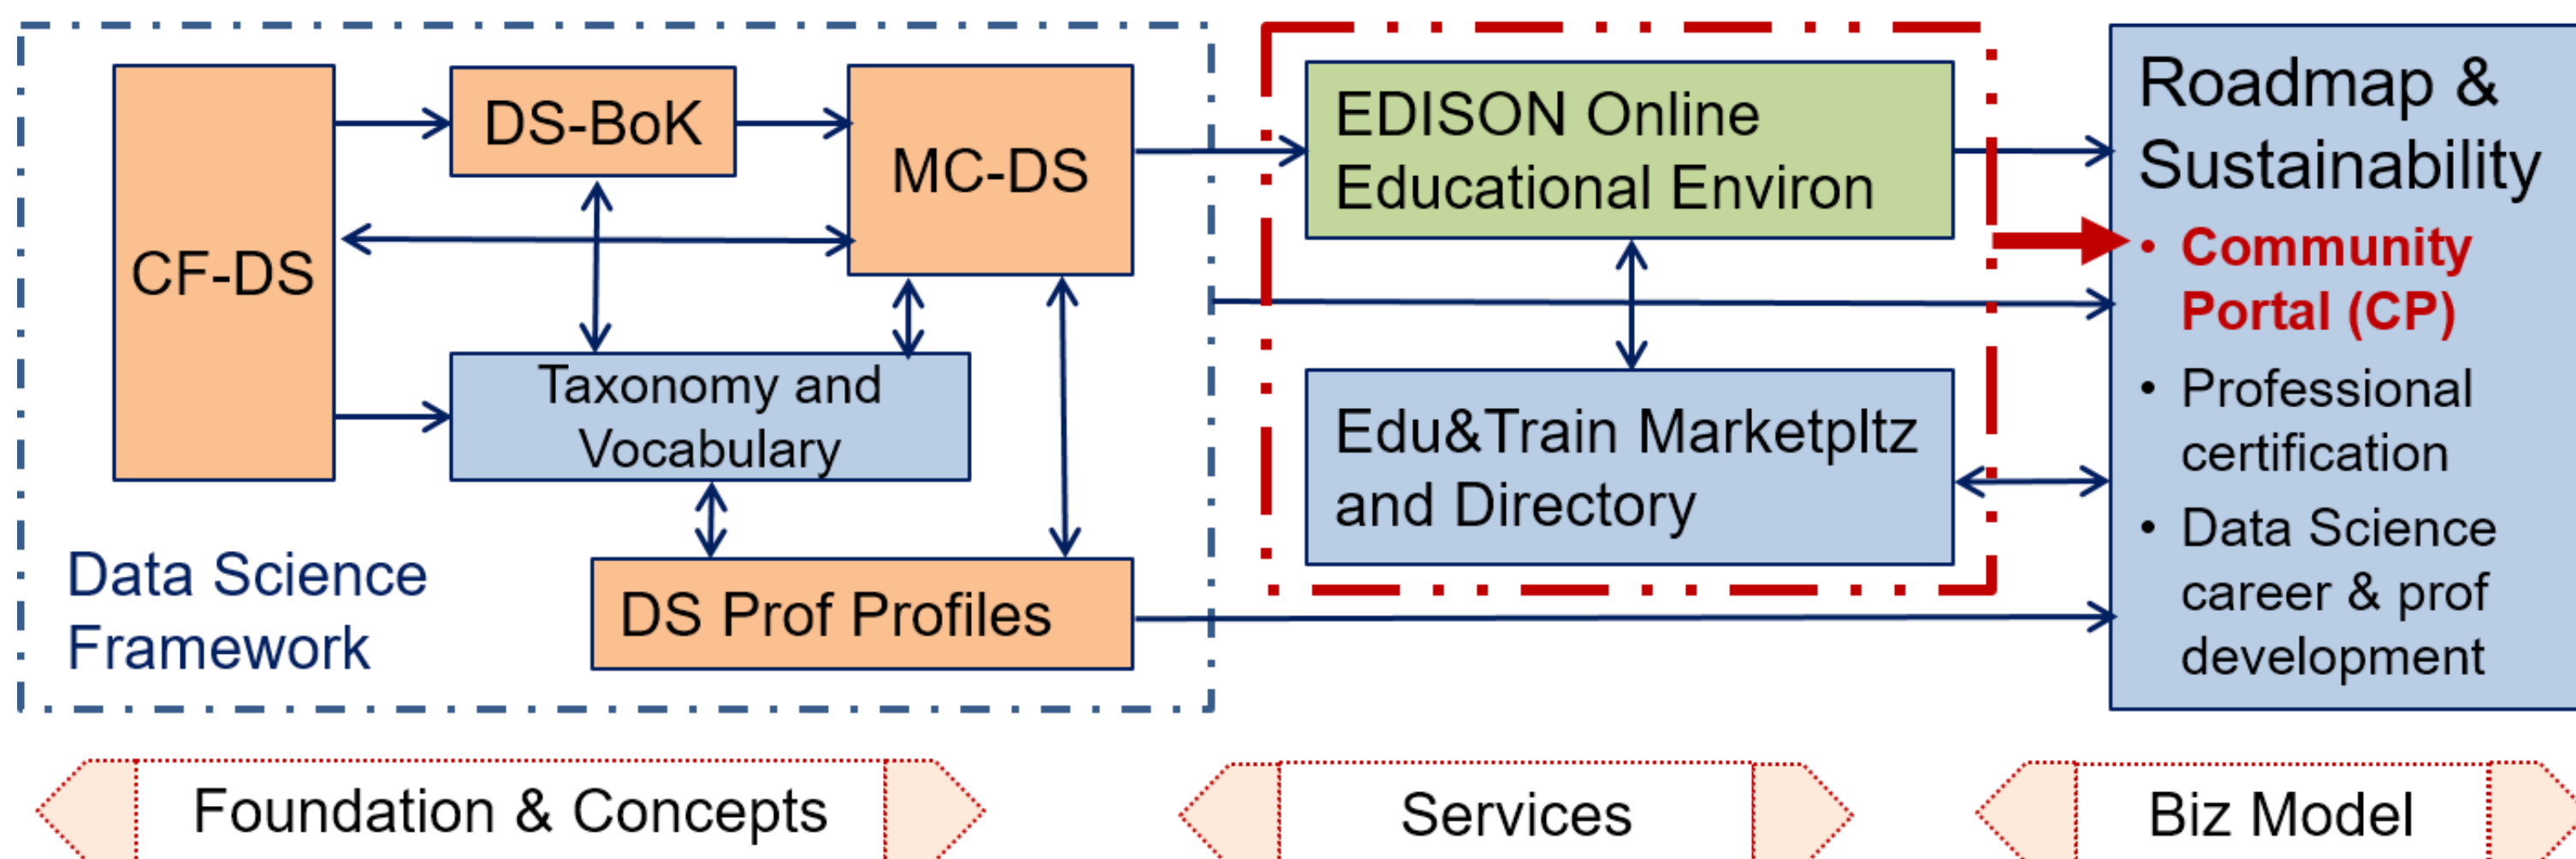 CF-DS
DS-BoK
MC-DS
Taxonomy and
Vocabulary
DS Prof Profiles
Data Science
Framework
EDISON Online
Educational Environ
Edu&Train Marketpltz
and Directory
Roadmap &
Sustainability
• Community
Portal (CP)
• Professional
certification
• Data Science
career & prof
development
Foundation & Concepts
Services
Biz Model